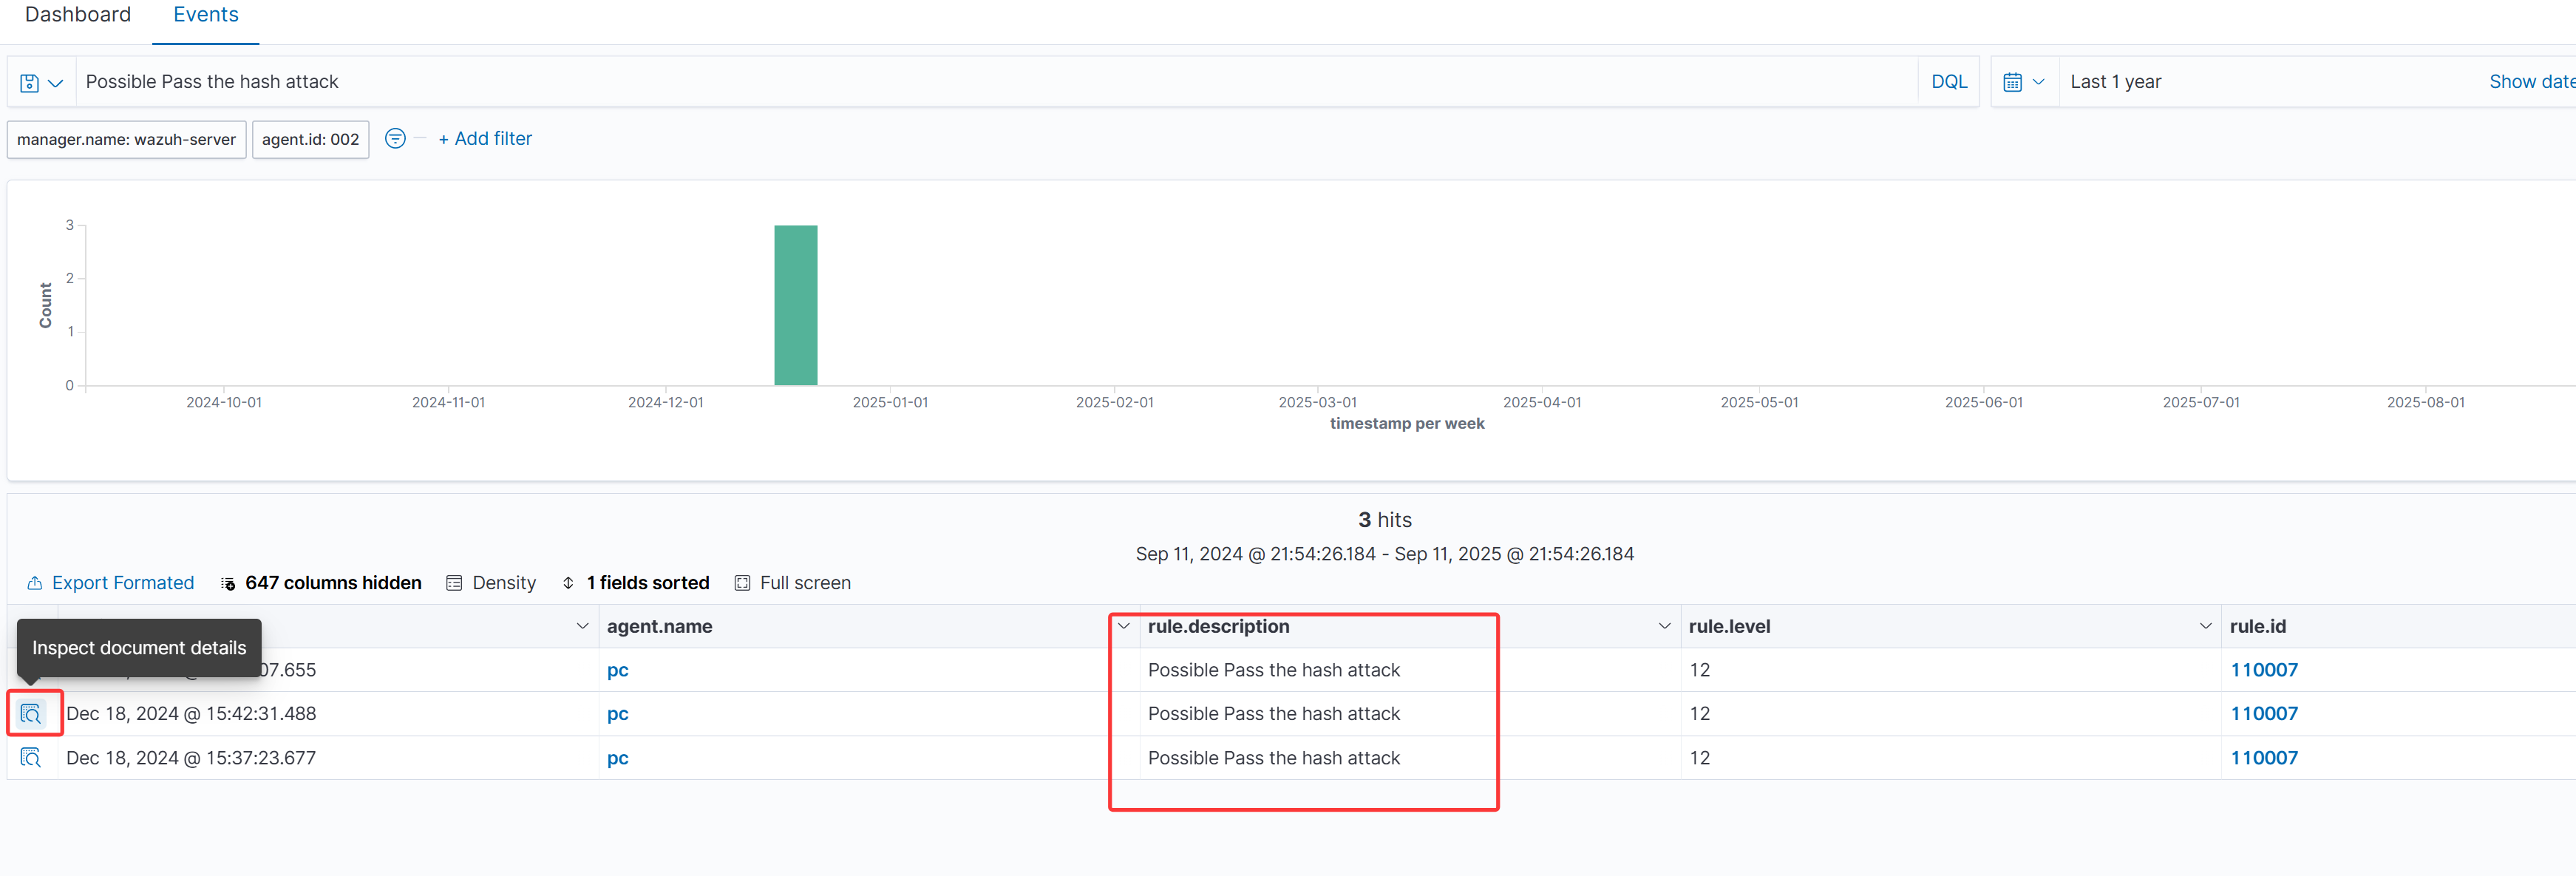 Dashboard Events
Possible Pass the hash attack DQL Last 1 year Show date
manager.name: wazuh-server agent.id: 002 + Add filter
3
2
1
0
Count
2024-10-01 2024-11-01 2024-12-01 2025-01-01 2025-02-01 2025-03-01 2025-04-01 2025-05-01 2025-06-01 2025-07-01 2025-08-01
timestamp per week
3 hits
Sep 11, 2024 @ 21:54:26.184 - Sep 11, 2025 @ 21:54:26.184
Export Formated 647 columns hidden Density 1 fields sorted Full screen
agent.name rule.description rule.level rule.id
Inspect document details
07.655 pc Possible Pass the hash attack 12 110007
Dec 18, 2024 @ 15:42:31.488 pc Possible Pass the hash attack 12 110007
Dec 18, 2024 @ 15:37:23.677 pc Possible Pass the hash attack 12 110007